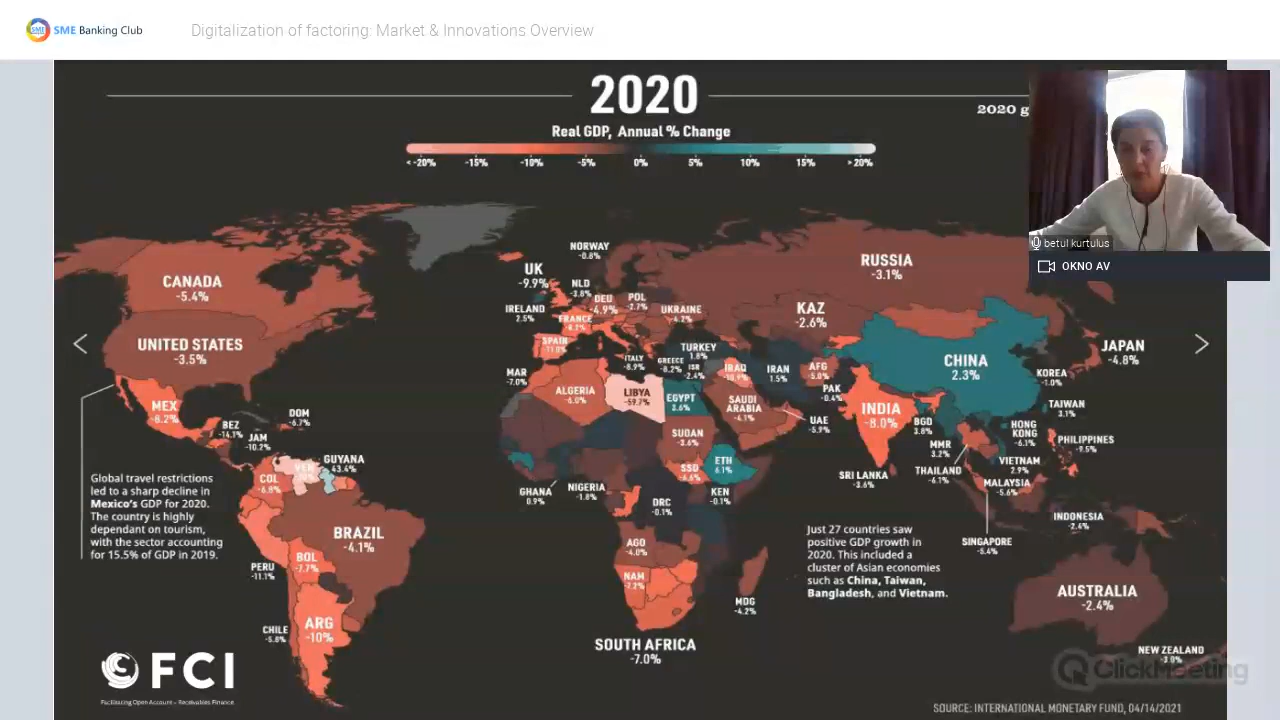 SME SME Banking Club
Digitalization of factoring: Market & Innovations Overview
2020
2020 g
Real GDP, Annual % Change
< -20% -15% -10% -5% 0% 5% 10% 15% > 20%
betul kurtulus
OKNO AV
CANADA
-5.4%
UNITED STATES
-3.5%
MEX
-8.2%
BEZ
-14.1%
JAM
-10.2%
DOM
-6.7%
GUYANA
43.4%
VEN
COL
-6.8%
BRAZIL
-4.1%
PERU
-11.1%
BOL
-7.7%
CHILE
-5.8%
ARG
-10%
NORWAY
-0.8%
UK
-9.9%
NLD
-3.8%
IRELAND
2.5%
DEU
-4.9%
POL
-2.7%
UKRAINE
-4.2%
FRANCE
SPAIN
-11.0%
ITALY
-8.9%
GREECE
-8.2%
TURKEY
1.8%
ISR
-2.4%
MAR
-7.0%
ALGERIA
-6.0%
LIBYA
-59.7%
EGYPT
3.6%
IRAQ
-10.9%
IRAN
1.5%
AFG
-5.0%
PAK
-0.4%
SAUDI
ARABIA
-4.1%
UAE
-5.9%
SUDAN
-3.6%
SSD
-6.6%
ETH
6.1%
GHANA
0.9%
NIGERIA
-1.8%
DRC
-0.1%
KEN
-0.1%
AGO
-4.0%
NAM
-7.2%
MDG
-4.2%
SOUTH AFRICA
-7.0%
RUSSIA
-3.1%
KAZ
-2.6%
CHINA
2.3%
JAPAN
-4.8%
KOREA
-1.0%
TAIWAN
3.1%
HONG
KONG
-6.1%
INDIA
-8.0%
BGD
3.8%
MMR
3.2%
PHILIPPINES
-9.5%
SRI LANKA
-3.6%
THAILAND
-6.1%
VIETNAM
2.9%
MALAYSIA
-5.6%
INDONESIA
-2.4%
SINGAPORE
-5.4%
AUSTRALIA
-2.4%
NEW ZEALAND
-3.0%
Global travel restrictions
led to a sharp decline in
Mexico's GDP for 2020.
The country is highly
dependant on tourism,
with the sector accounting
for 15.5% of GDP in 2019.
Just 27 countries saw
positive GDP growth in
2020. This included a
cluster of Asian economies
such as China, Taiwan,
Bangladesh, and Vietnam.
FCI
Facilitating Open Account – Receivables Finance
ClickMeeting
SOURCE: INTERNATIONAL MONETARY FUND, 04/14/2021